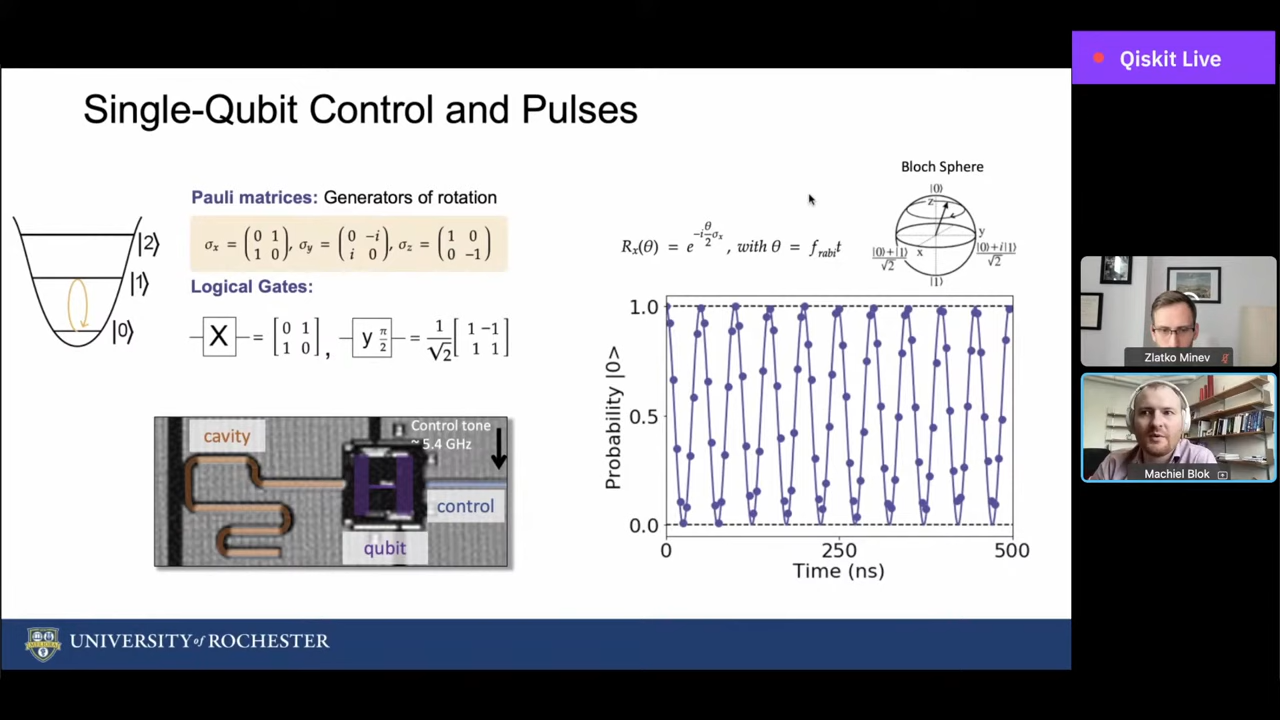 Qiskit Live
Single-Qubit Control and Pulses
Pauli matrices: Generators of rotation
σx = (0 1 / 1 0), σy = (0 −i / i 0), σz = (1 0 / 0 −1)
Logical Gates:
X = [0 1 / 1 0], y π/2 = 1/√2 [1 −1 / 1 1]
|2⟩
|1⟩
|0⟩
Bloch Sphere
|0⟩
z
y
x
|0⟩+|1⟩/√2
|0⟩+i|1⟩/√2
|1⟩
Rx(θ) = e^(−i θ/2 σx), with θ = f_rabi t
cavity
Control tone
~ 5.4 GHz
control
qubit
Probability |0>
1.0
0.5
0.0
0
250
500
Time (ns)
Zlatko Minev
Machiel Blok
UNIVERSITY of ROCHESTER